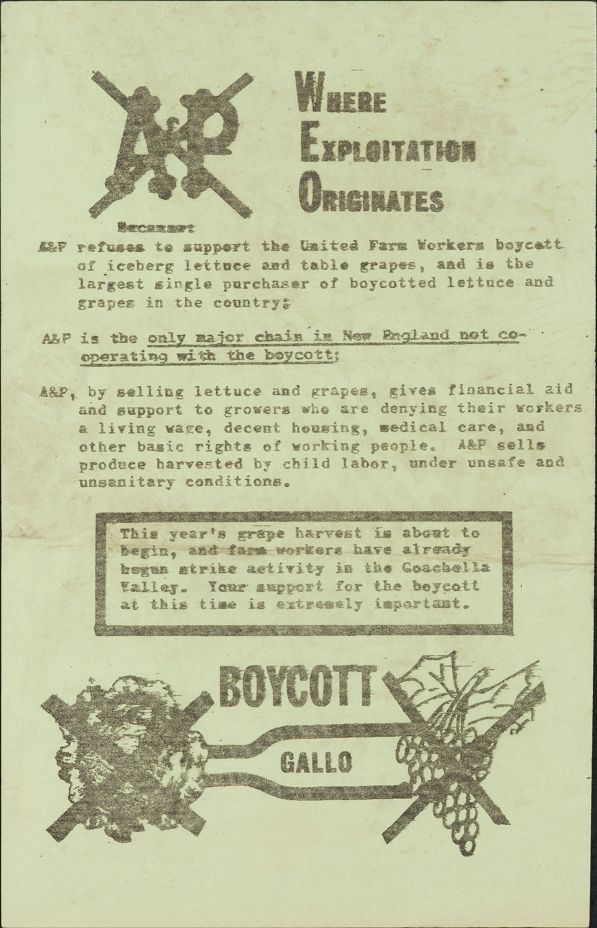 A&P
WHERE
EXPLOITATION
ORIGINATES
Because:
A&P refuses to support the United Farm Workers boycott
of iceberg lettuce and table grapes, and is the
largest single purchaser of boycotted lettuce and
grapes in the country;
A&P is the only major chain in New England not co-
operating with the boycott;
A&P, by selling lettuce and grapes, gives financial aid
and support to growers who are denying their workers
a living wage, decent housing, medical care, and
other basic rights of working people. A&P sells
produce harvested by child labor, under unsafe and
unsanitary conditions.
This year's grape harvest is about to
begin, and farm workers have already
begun strike activity in the Coachella
Valley. Your support for the boycott
at this time is extremely important.
BOYCOTT
GALLO